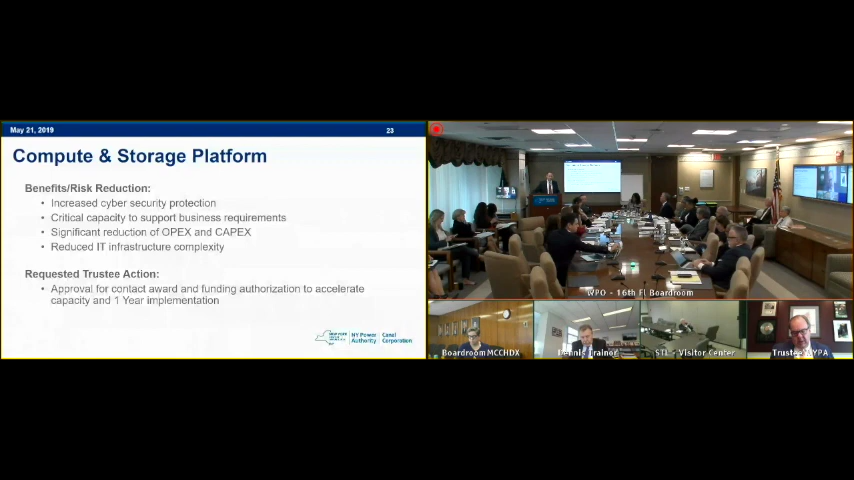 May 21, 2019
23
Compute & Storage Platform
Benefits/Risk Reduction:
• Increased cyber security protection
• Critical capacity to support business requirements
• Significant reduction of OPEX and CAPEX
• Reduced IT infrastructure complexity
Requested Trustee Action:
• Approval for contact award and funding authorization to accelerate
capacity and 1 Year implementation
NY Power
Authority
Canal
Corporation
WPO - 16th Fl Boardroom
Boardroom MCCHDX
Dennis Trainor
STL - Visitor Center